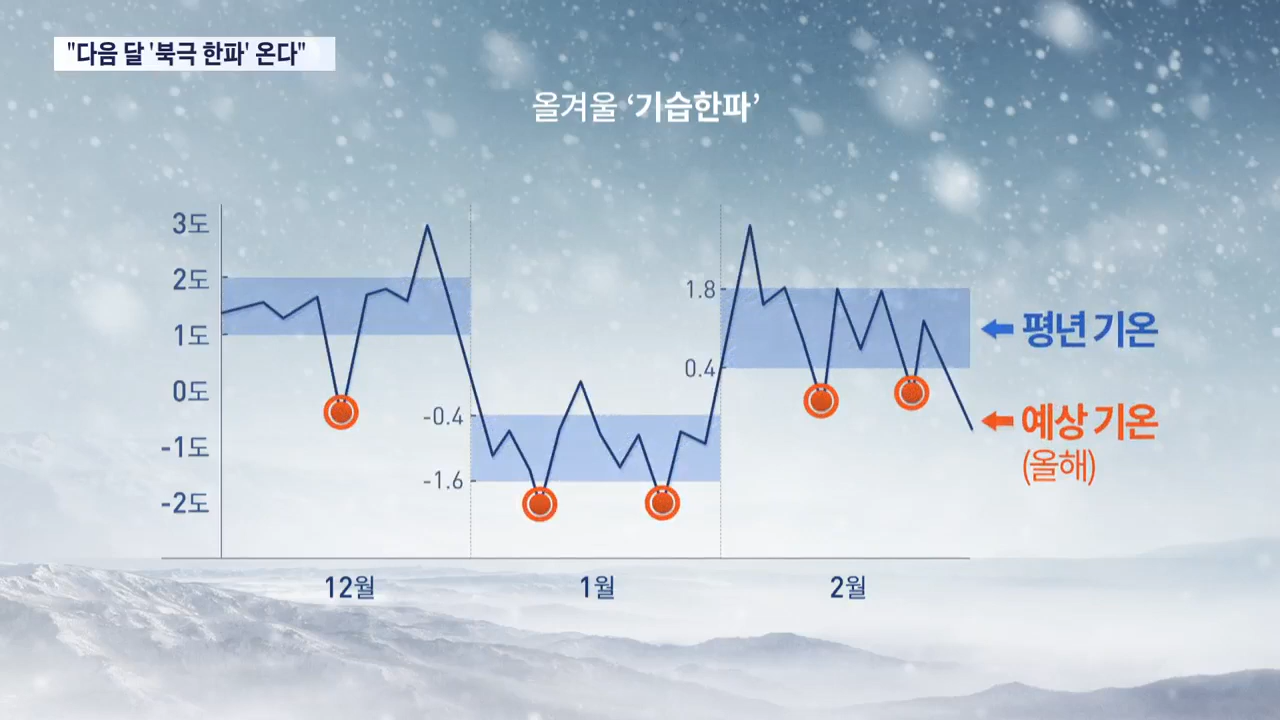 "다음 달 '북극 한파' 온다"
올겨울 ‘기습한파’
3도
2도
1도
0도
-1도
-2도
-0.4
-1.6
1.8
0.4
평년 기온
예상 기온
(올해)
12월
1월
2월